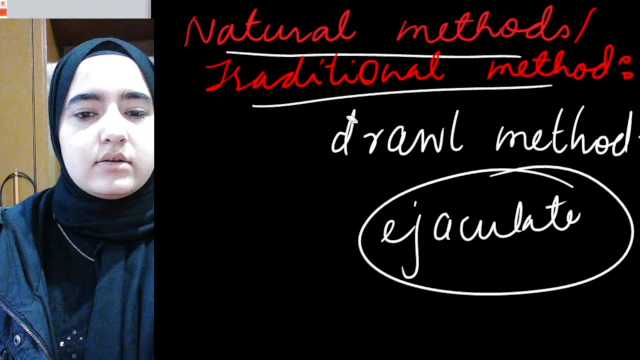 Natural methods/
Traditional method:
drawl method
ejaculate